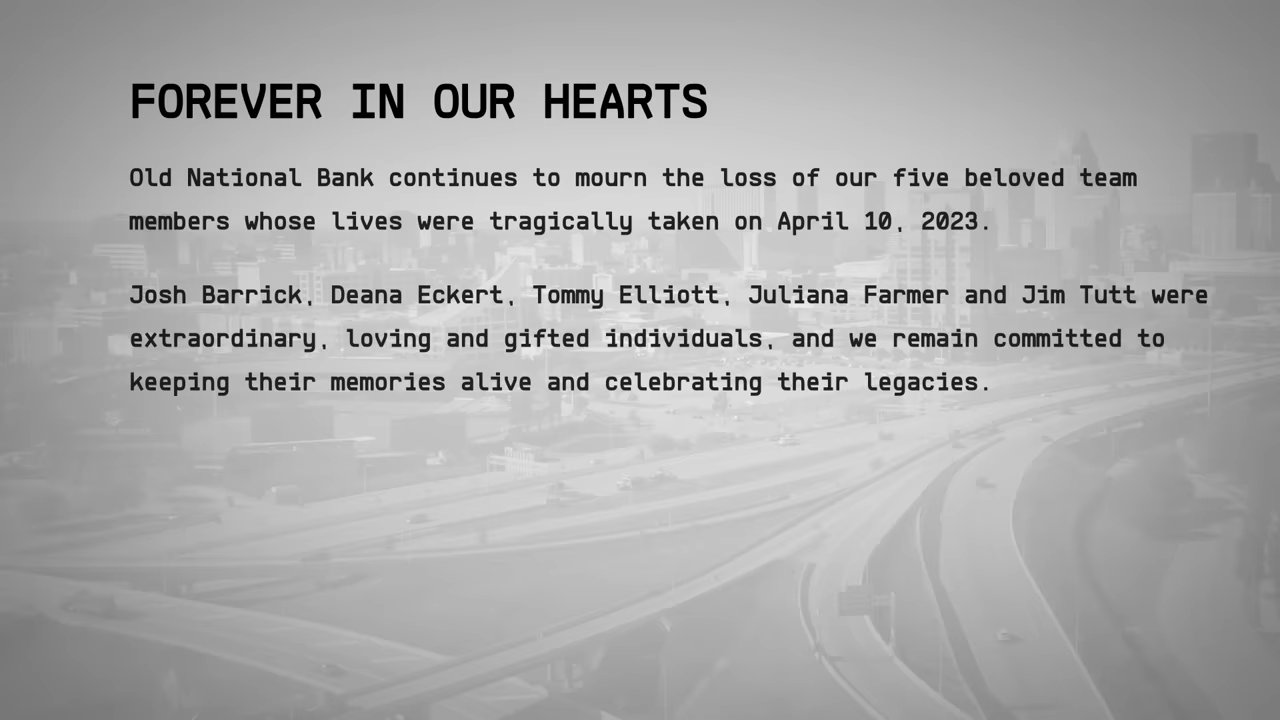 FOREVER IN OUR HEARTS
Old National Bank continues to mourn the loss of our five beloved team
members whose lives were tragically taken on April 10, 2023.
Josh Barrick, Deana Eckert, Tommy Elliott, Juliana Farmer and Jim Tutt were
extraordinary, loving and gifted individuals, and we remain committed to
keeping their memories alive and celebrating their legacies.